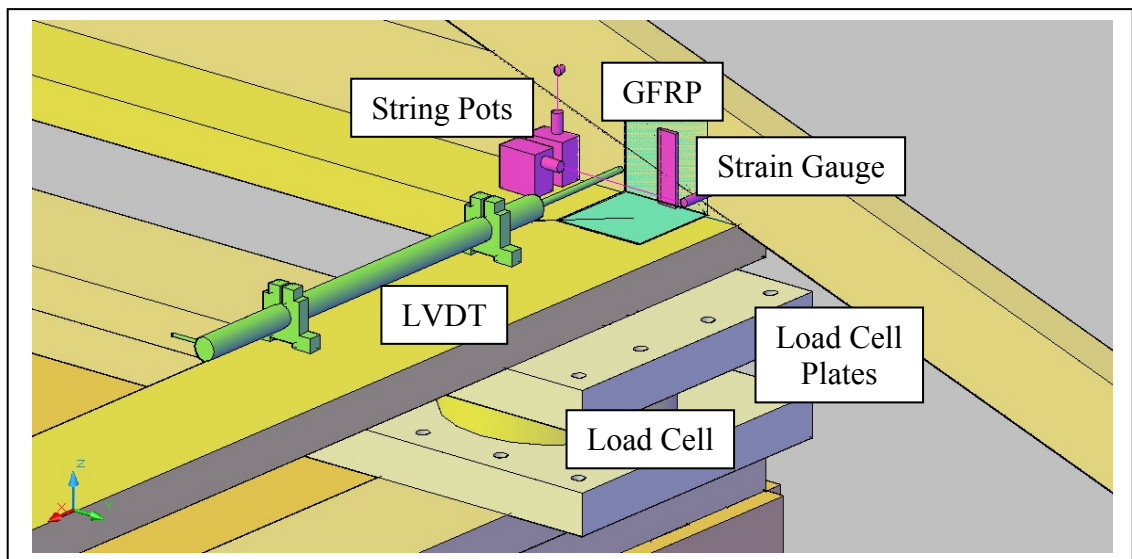 String Pots
GFRP
Strain Gauge
LVDT
Load Cell
Plates
Load Cell
Z
X
Y